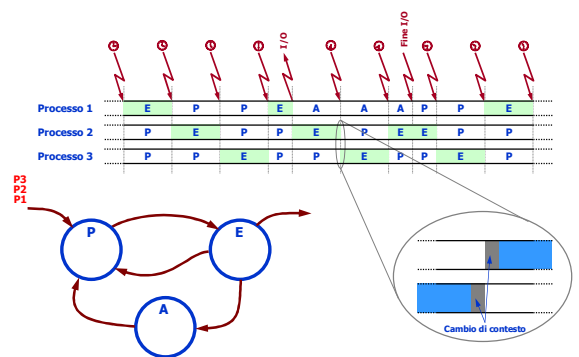 I/O
Fine I/O
Processo 1 E P P E A A A P P E
Processo 2 P E P P E P E E P P
Processo 3 P P E P P E P P E P
P3
P2
P1
P
E
A
Cambio di contesto